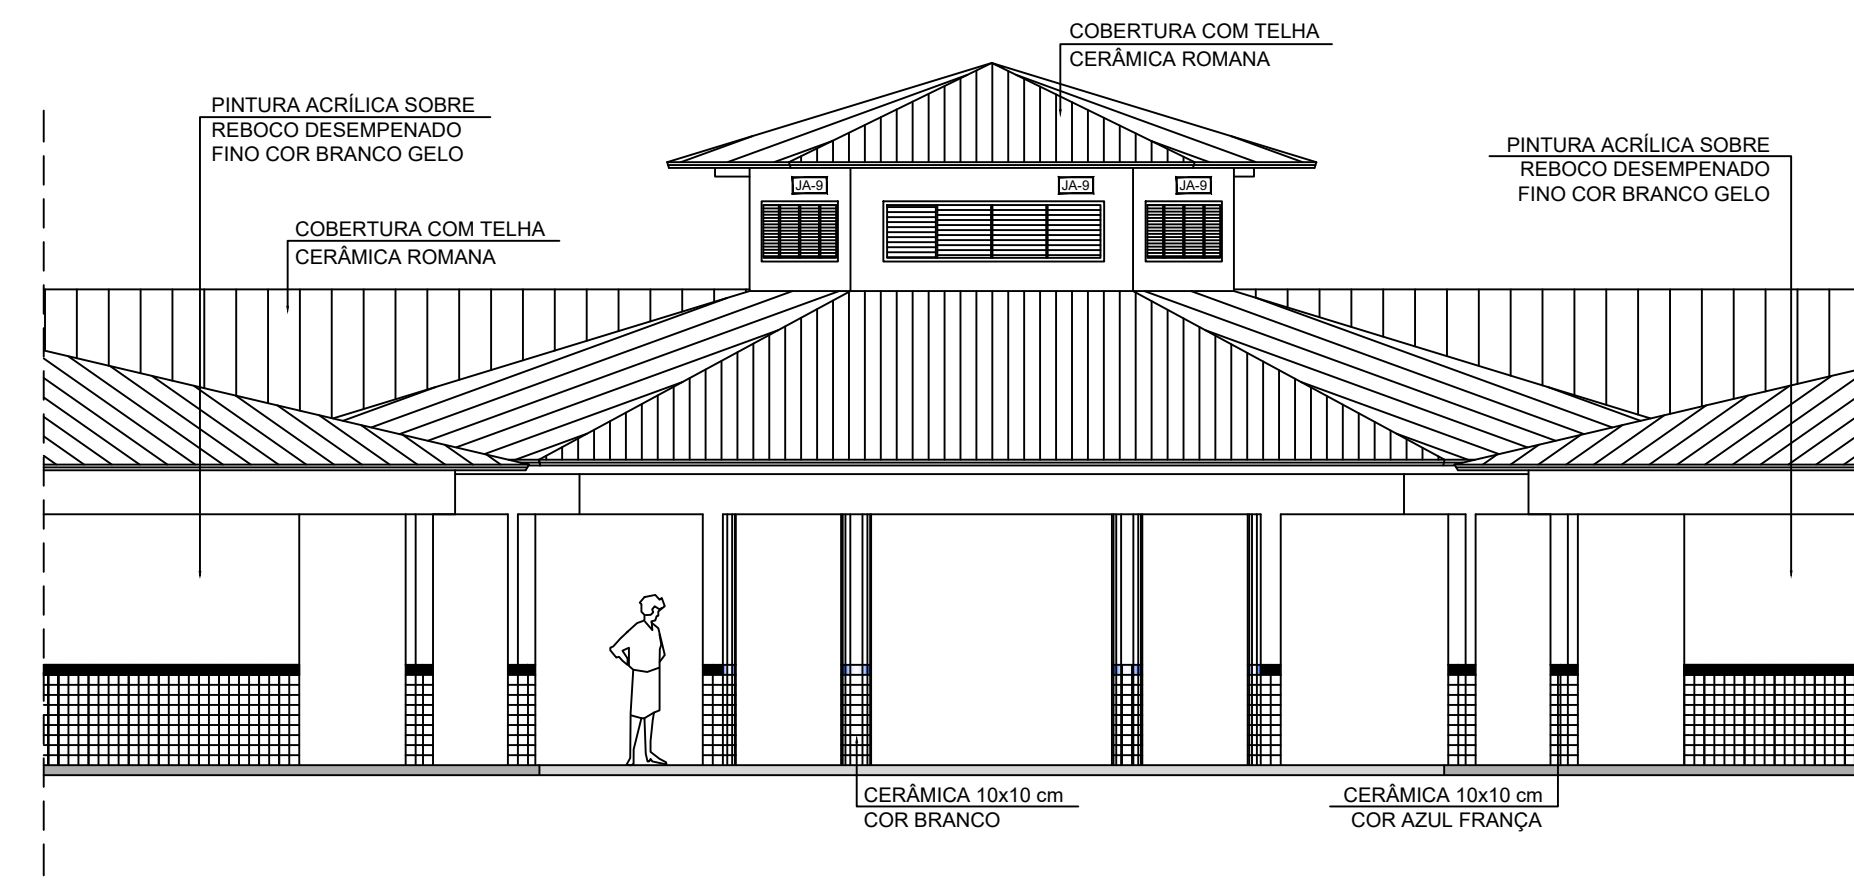 COBERTURA COM TELHA
CERÂMICA ROMANA
PINTURA ACRÍLICA SOBRE
REBOCO DESEMPENADO
FINO COR BRANCO GELO
PINTURA ACRÍLICA SOBRE
REBOCO DESEMPENADO
FINO COR BRANCO GELO
JA-9
JA-9
JA-9
COBERTURA COM TELHA
CERÂMICA ROMANA
CERÂMICA 10x10 cm
COR BRANCO
CERÂMICA 10x10 cm
COR AZUL FRANÇA